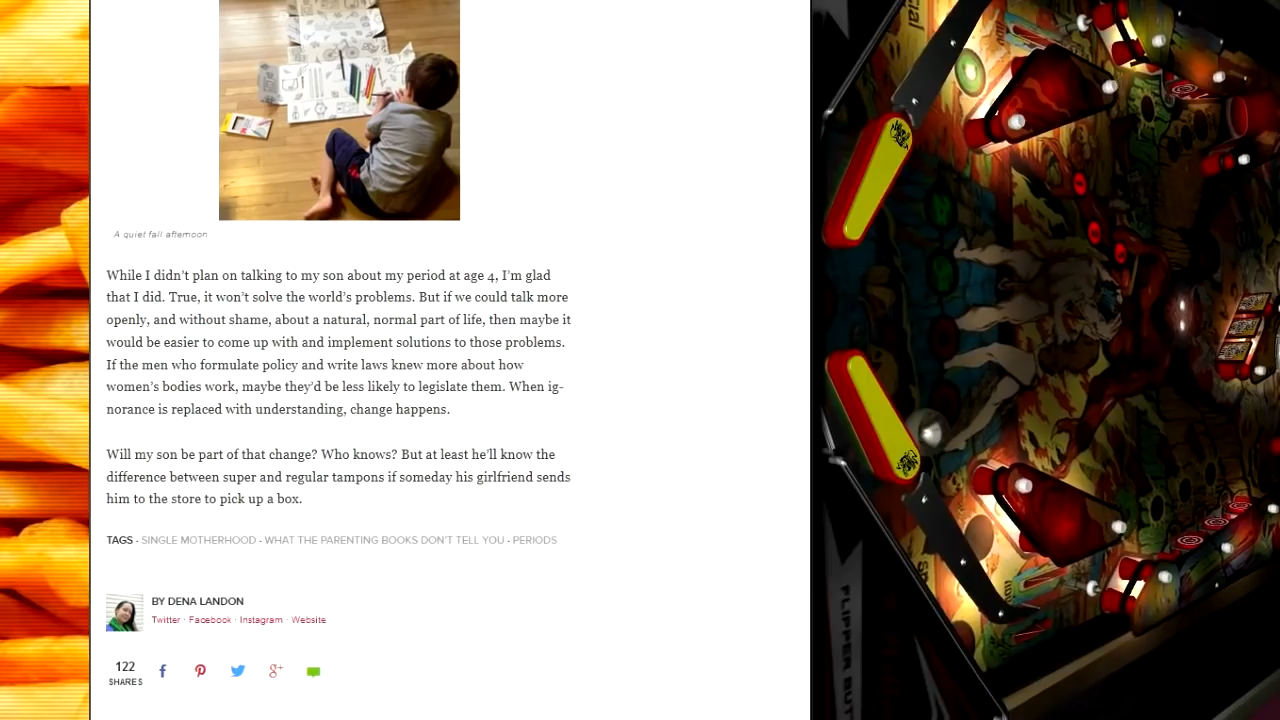 A quiet fall afternoon
While I didn't plan on talking to my son about my period at age 4, I'm glad
that I did. True, it won't solve the world's problems. But if we could talk more
openly, and without shame, about a natural, normal part of life, then maybe it
would be easier to come up with and implement solutions to those problems.
If the men who formulate policy and write laws knew more about how
women's bodies work, maybe they'd be less likely to legislate them. When ig-
norance is replaced with understanding, change happens.
Will my son be part of that change? Who knows? But at least he'll know the
difference between super and regular tampons if someday his girlfriend sends
him to the store to pick up a box.
TAGS - SINGLE MOTHERHOOD - WHAT THE PARENTING BOOKS DON'T TELL YOU - PERIODS
BY DENA LANDON
Twitter · Facebook · Instagram · Website
122
SHARES